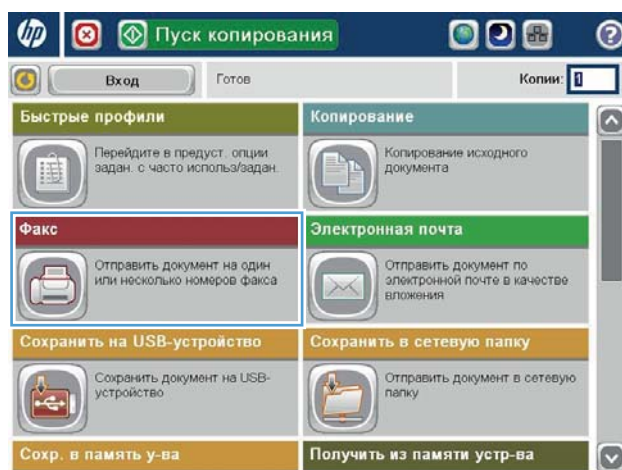 hp
Пуск копирования
?
Вход
Готов
Копии: 1
Быстрые профили
Перейдите в предуст. опции
задан. с часто использ/задан.
Копирование
Копирование исходного
документа
Факс
Отправить документ на один
или несколько номеров факса
Электронная почта
Отправить документ по
электронной почте в качестве
вложения
Сохранить на USB-устройство
Сохранить документ на USB-
устройство
Сохранить в сетевую папку
Отправить документ в сетевую
папку
Сохр. в память у-ва
Получить из памяти устр-ва